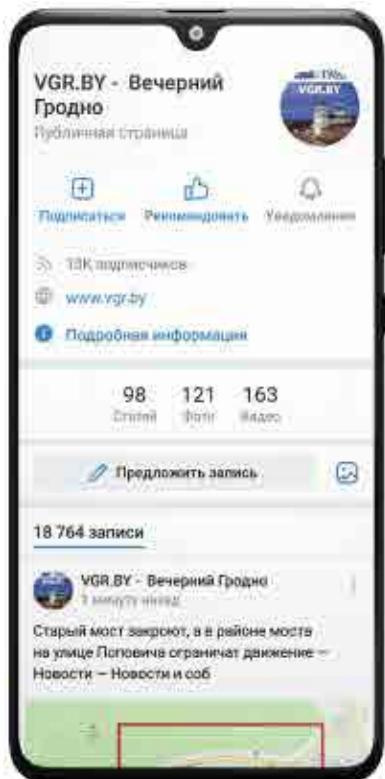 VGR.BY - Вечерний
Гродно
Публичная страница
VGR.BY
Подписаться Рекомендовать Уведомления
13K подписчиков
www.vgr.by
Подробная информация
98 121 163
Статей Фото Видео
Предложить запись
18 764 записи
VGR.BY - Вечерний Гродно
1 минуту назад
Старый мост закроют, а в районе моста
на улице Поповича ограничат движение —
Новости — Новости и соб